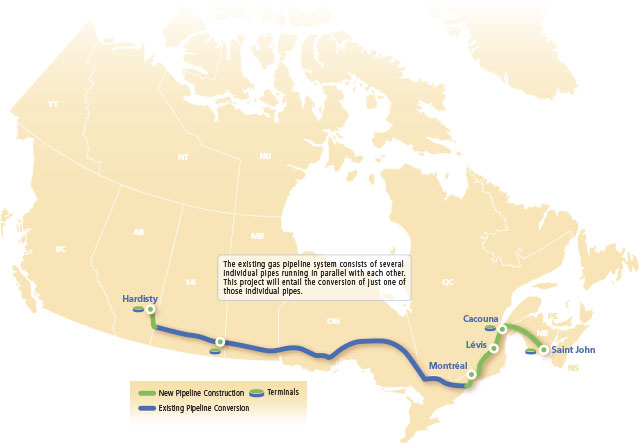 YT
NT
NU
BC
AB
SK
MB
The existing gas pipeline system consists of several
individual pipes running in parallel with each other.
This project will entail the conversion of just one of
those individual pipes.
QC
Hardisty
ON
Cacouna
PE
NB
Lévis
Saint John
Montréal
NS
New Pipeline Construction
Terminals
Existing Pipeline Conversion